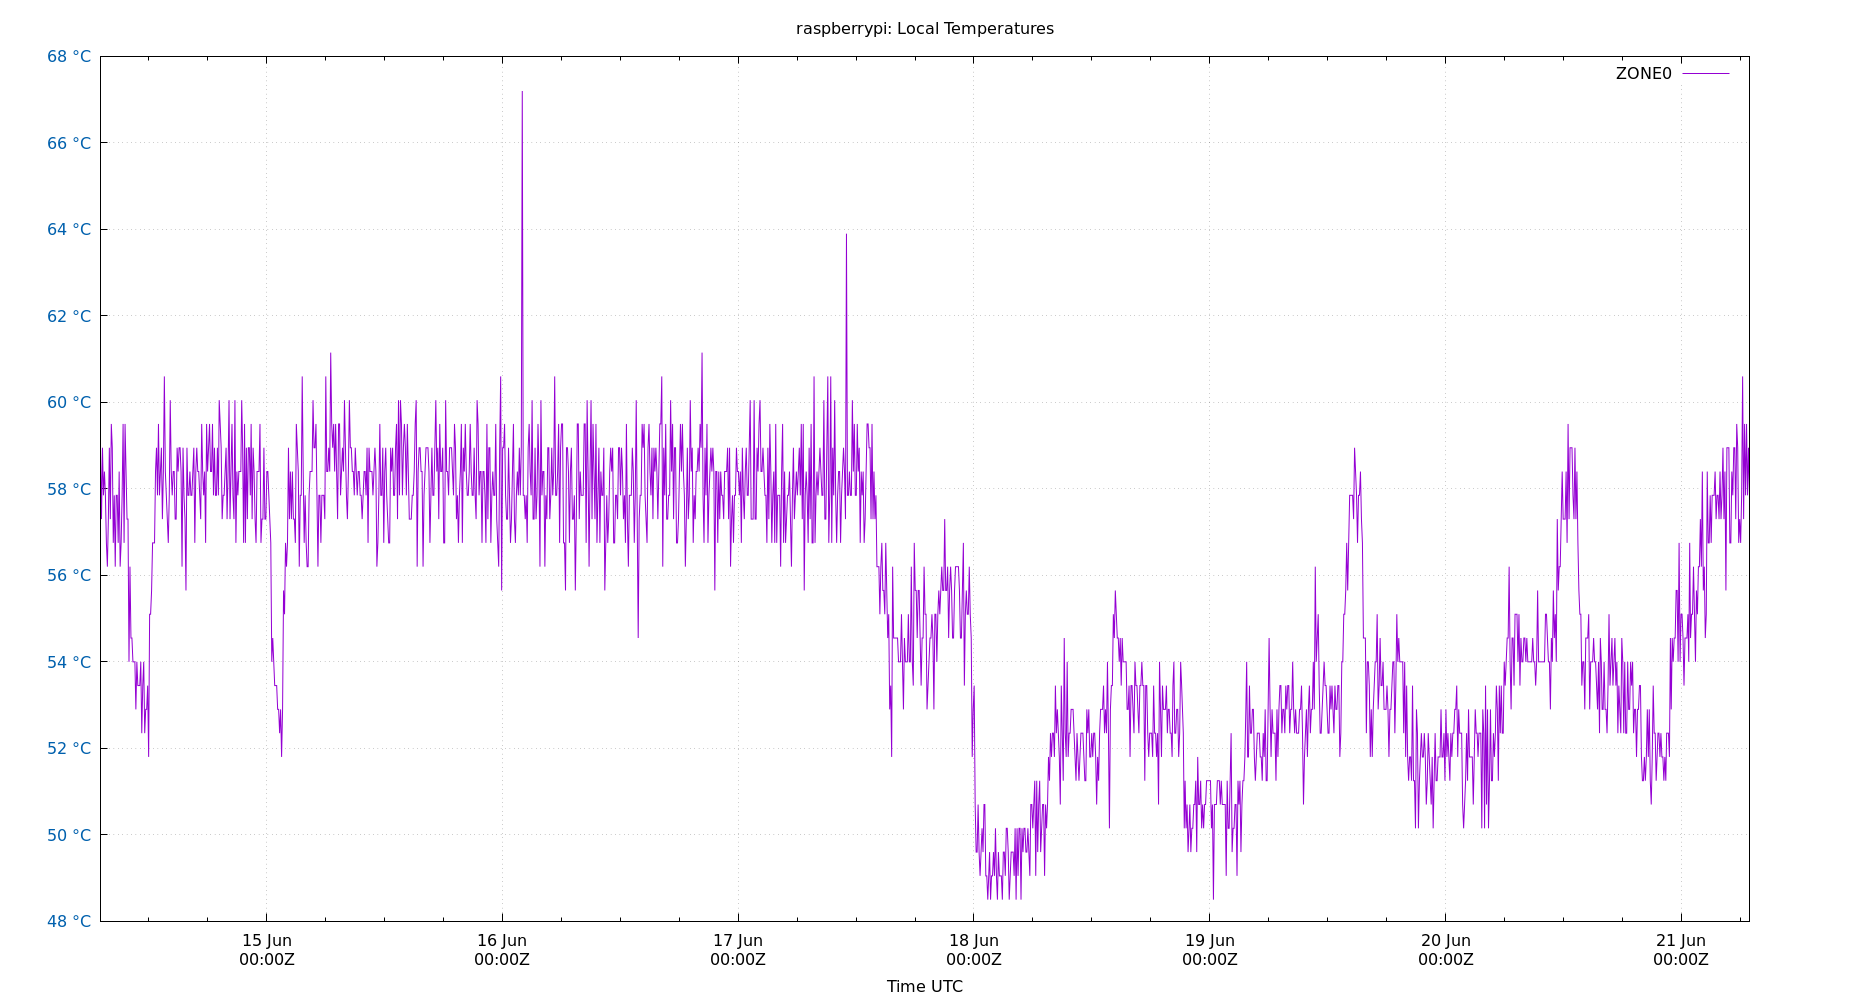 raspberrypi: Local Temperatures
68 °C
ZONE0
66 °C
64 °C
62 °C
60 °C
58 °C
56 °C
54 °C
52 °C
50 °C
48 °C
15 Jun 16 Jun 17 Jun 18 Jun 19 Jun 20 Jun 21 Jun
00:00Z 00:00Z 00:00Z 00:00Z 00:00Z 00:00Z 00:00Z
Time UTC